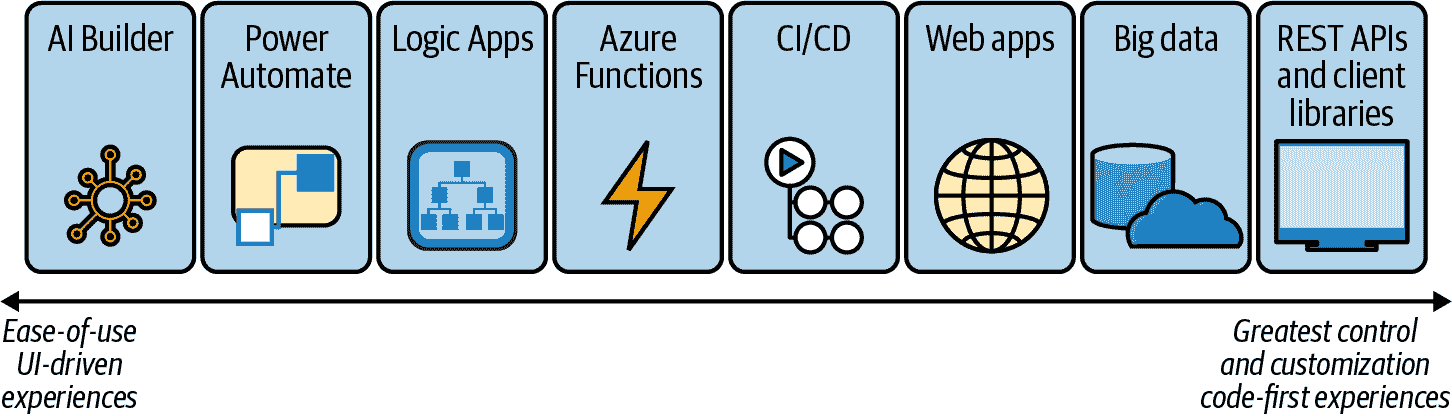 AI Builder
Power
Automate
Logic Apps
Azure
Functions
CI/CD
Web apps
Big data
REST APIs
and client
libraries
Ease-of-use
UI-driven
experiences
Greatest control
and customization
code-first experiences